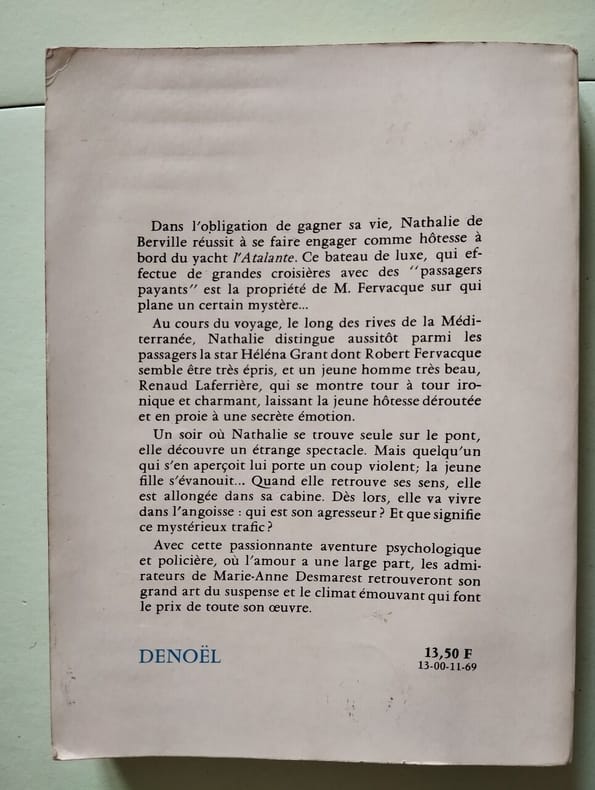 Dans l'obligation de gagner sa vie, Nathalie de
Berville réussit à se faire engager comme hôtesse à
bord du yacht l'Atalante. Ce bateau de luxe, qui ef-
fectue de grandes croisières avec des "passagers
payants" est la propriété de M. Fervacque sur qui
plane un certain mystère...
Au cours du voyage, le long des rives de la Médi-
terranée, Nathalie distingue aussitôt parmi les
passagers la star Héléna Grant dont Robert Fervacque
semble être très épris, et un jeune homme très beau,
Renaud Laferrière, qui se montre tour à tour iro-
nique et charmant, laissant la jeune hôtesse déroutée
et en proie à une secrète émotion.
Un soir où Nathalie se trouve seule sur le pont,
elle découvre un étrange spectacle. Mais quelqu'un
qui s'en aperçoit lui porte un coup violent; la jeune
fille s'évanouit... Quand elle retrouve ses sens, elle
est allongée dans sa cabine. Dès lors, elle va vivre
dans l'angoisse : qui est son agresseur? Et que signifie
ce mystérieux trafic?
Avec cette passionnante aventure psychologique
et policière, où l'amour a une large part, les admi-
rateurs de Marie-Anne Desmarest retrouveront son
grand art du suspense et le climat émouvant qui font
le prix de toute son œuvre.
DENOËL
13,50 F
13-00-11-69